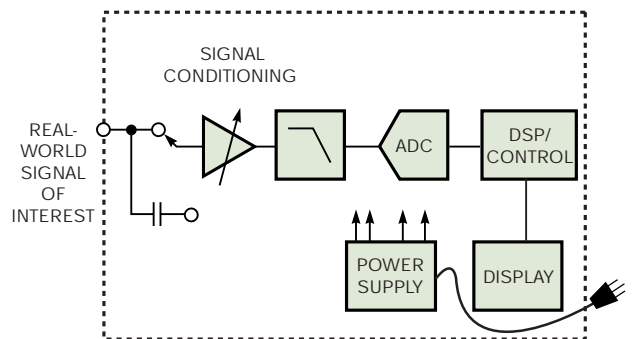 SIGNAL
CONDITIONING
REAL-
WORLD
SIGNAL
OF
INTEREST
ADC
DSP/
CONTROL
POWER
SUPPLY
DISPLAY